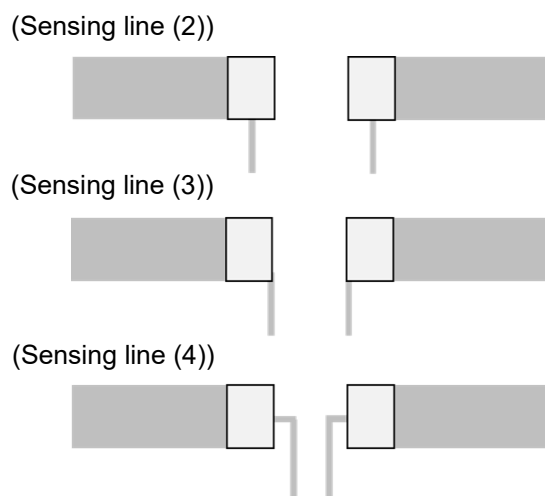 (Sensing line (2))
(Sensing line (3))
(Sensing line (4))